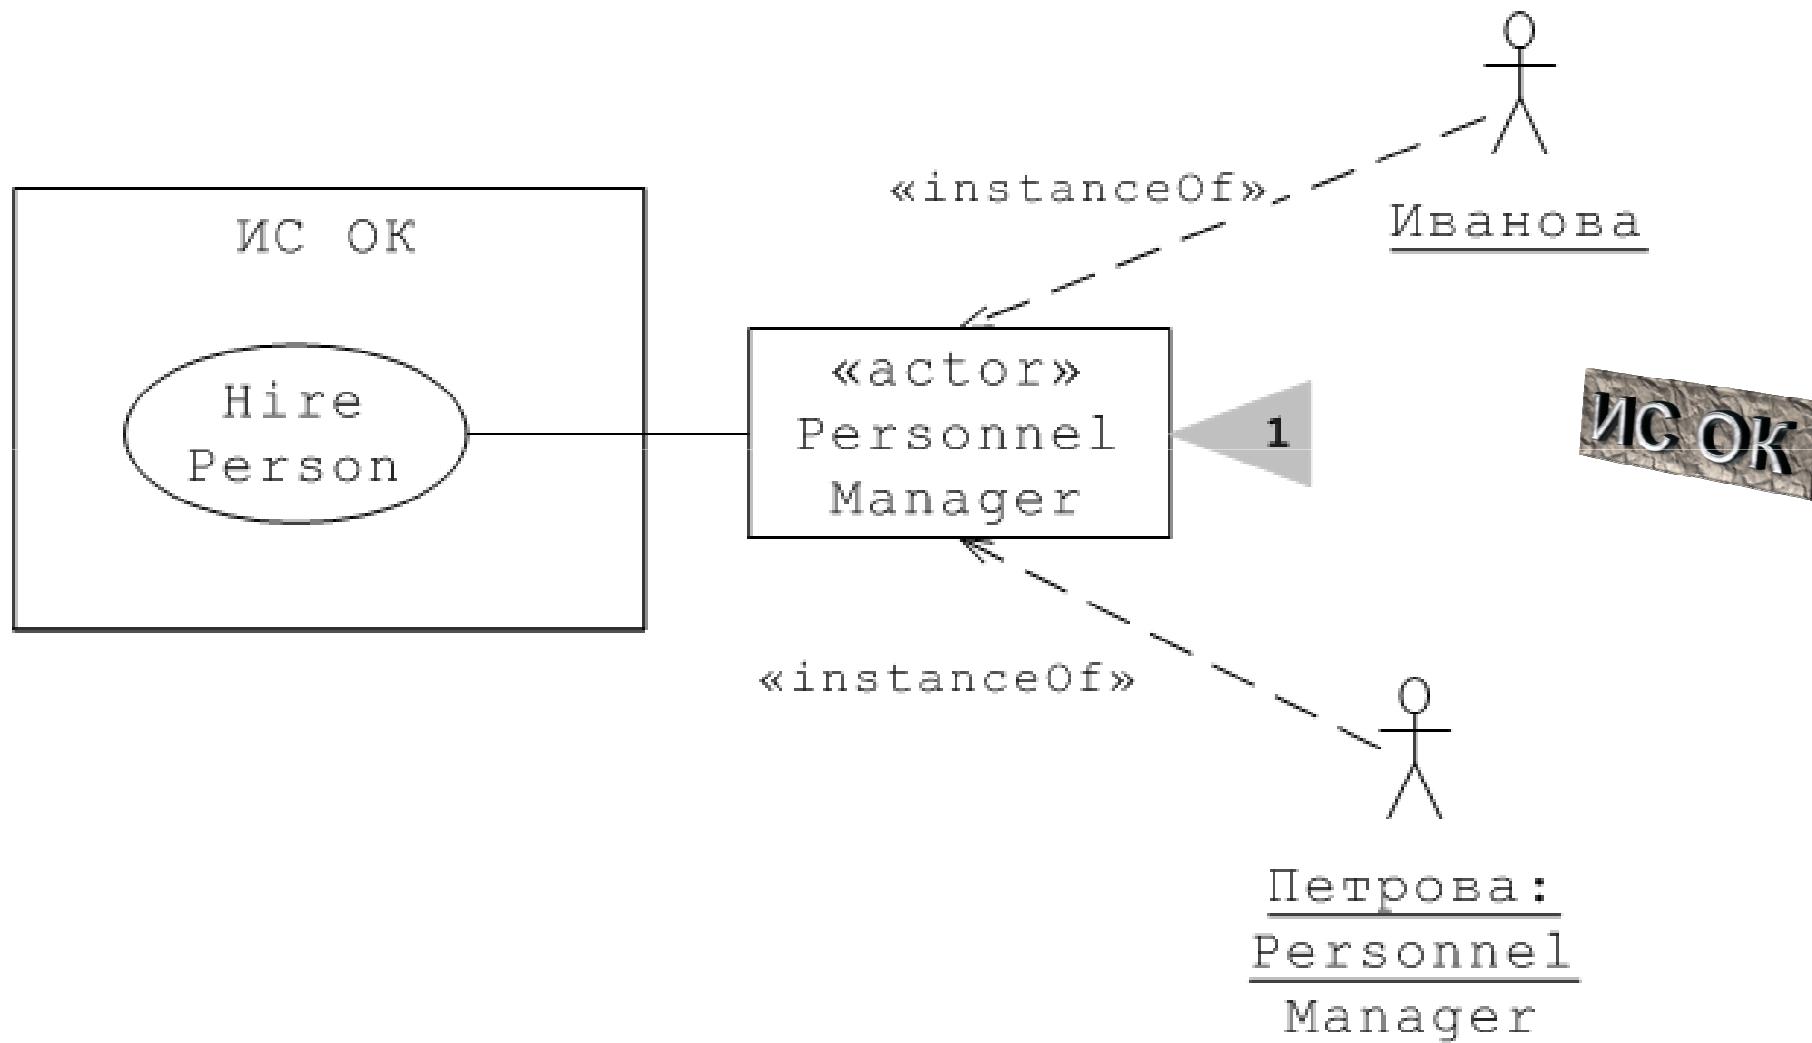 «instanceOf»
Иванова
ИС ОК
Hire
Person
«actor»
Personnel
Manager
1
ИС ОК
«instanceOf»
Петрова:
Personnel
Manager